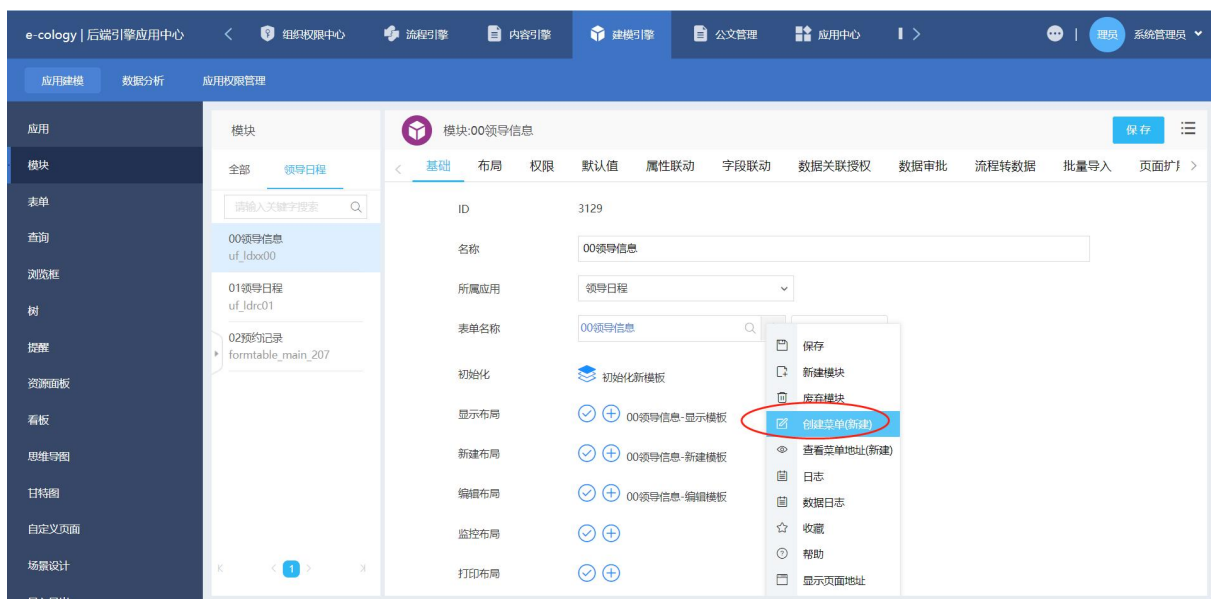 e-cology | 后端引擎应用中心 组织权限中心 流程引擎 内容引擎 建模引擎 公文管理 应用中心 理员 系统管理员
应用建模 数据分析 应用权限管理
应用
模块
表单
查询
浏览框
树
提醒
资源面板
看板
思维导图
甘特图
自定义页面
场景设计
模块
全部 领导日程
请输入关键字搜索
00领导信息
uf_ldxx00
01领导日程
uf_ldrc01
02预约记录
formtable_main_207
1
模块:00领导信息 保存
基础 布局 权限 默认值 属性联动 字段联动 数据关联授权 数据审批 流程转数据 批量导入 页面扩
ID 3129
名称 00领导信息
所属应用 领导日程
表单名称 00领导信息
初始化 初始化新模板
显示布局 00领导信息-显示模板
新建布局 00领导信息-新建模板
编辑布局 00领导信息-编辑模板
监控布局
打印布局
保存
新建模块
废弃模块
创建菜单(新建)
查看菜单地址(新建)
日志
数据日志
收藏
帮助
显示页面地址